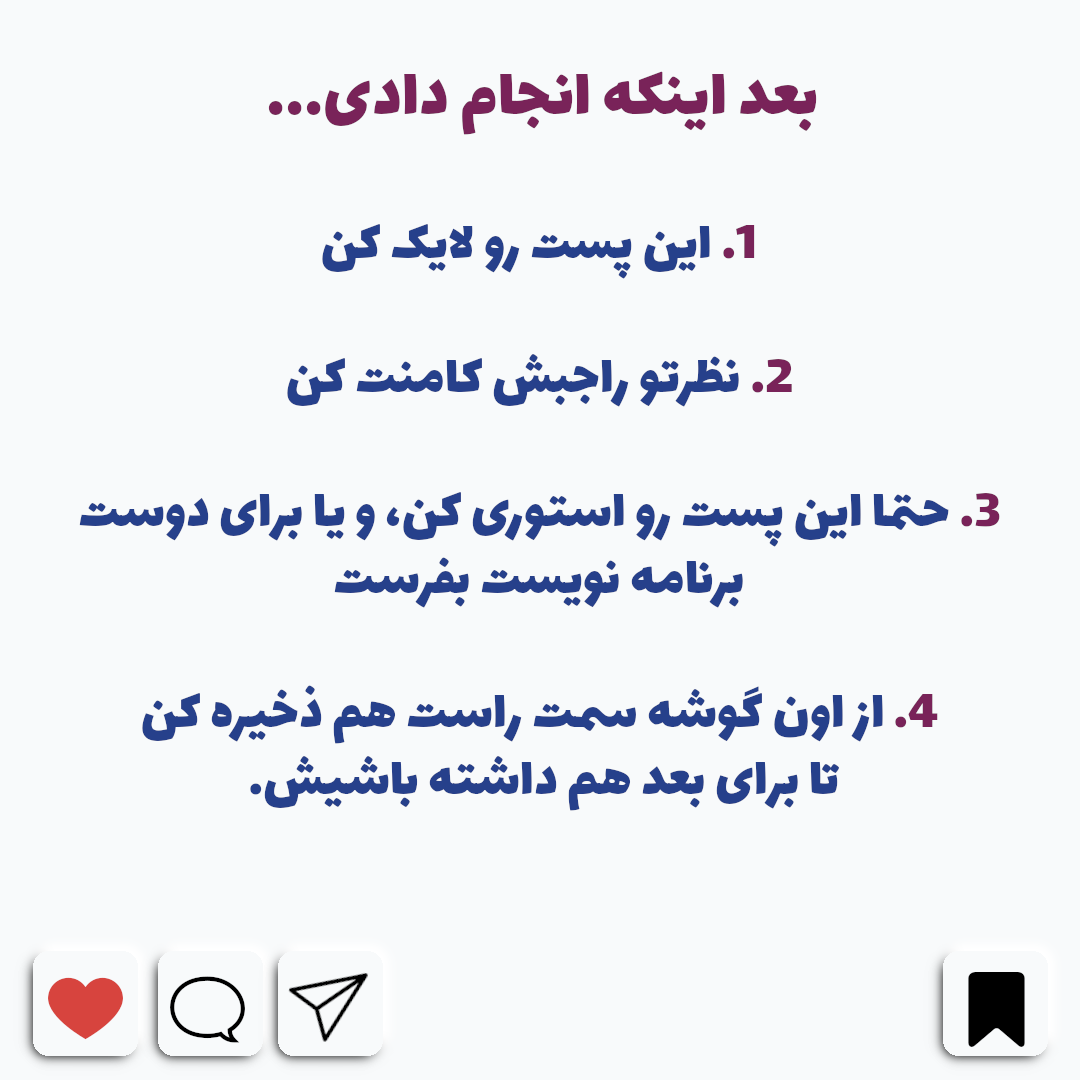 بعد اینکه انجام دادی...
1. این پست رو لایک کن
2. نظرتو راجبش کامنت کن
3. حتما این پست رو استوری کن، و یا برای دوست
برنامه نویست بفرست
4. از اون گوشه سمت راست هم ذخیره کن
تا برای بعد هم داشته باشیش.